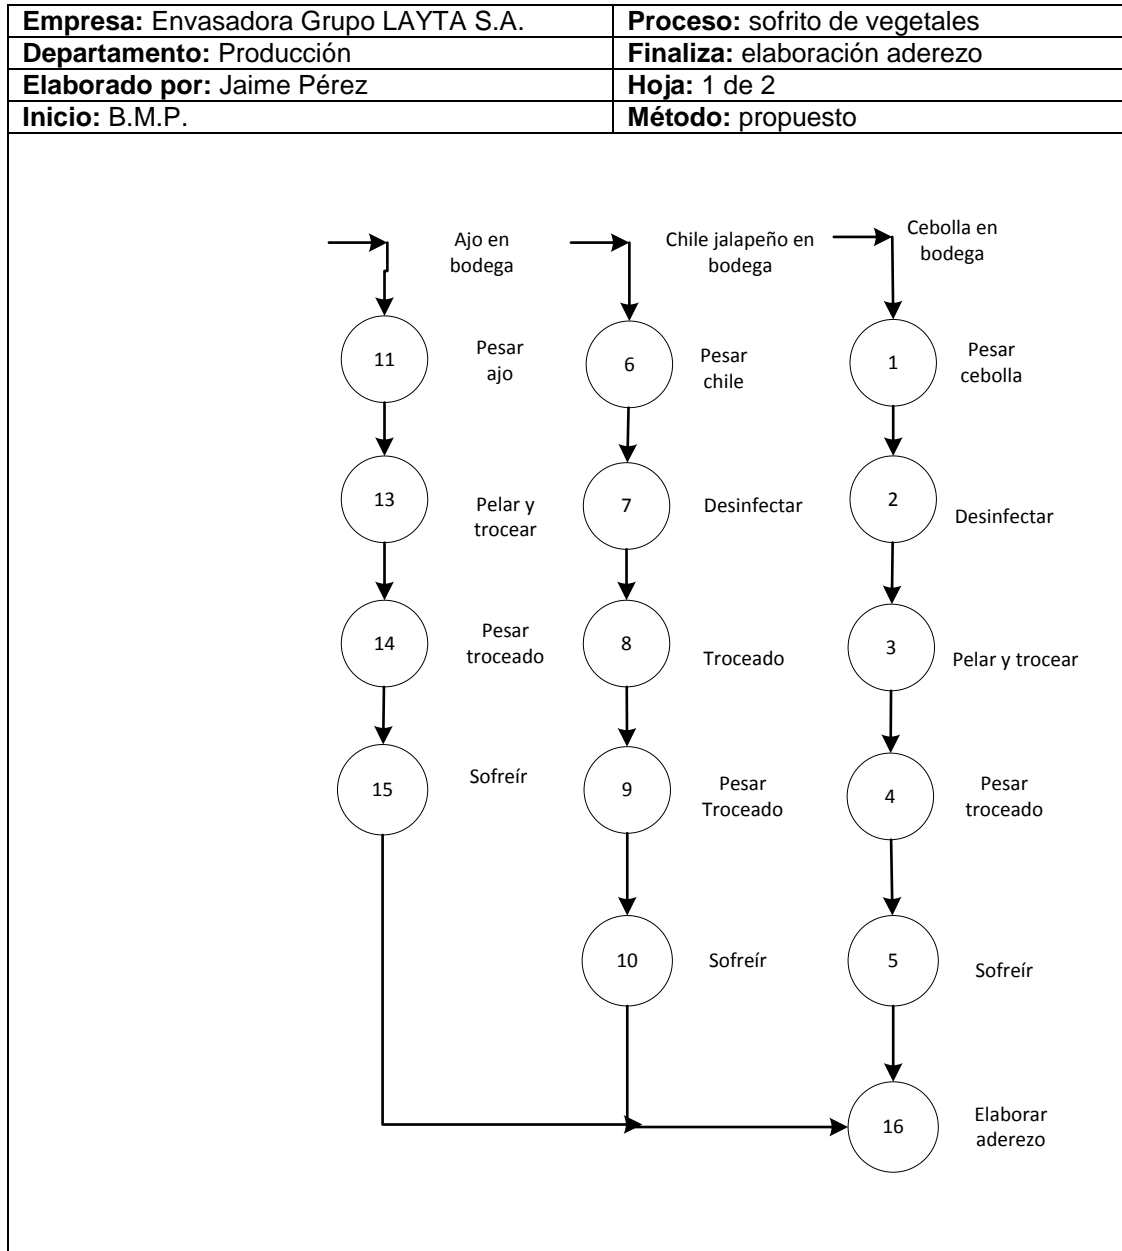 Empresa: Envasadora Grupo LAYTA S.A.
Proceso: sofrito de vegetales
Departamento: Producción
Finaliza: elaboración aderezo
Elaborado por: Jaime Pérez
Hoja: 1 de 2
Inicio: B.M.P.
Método: propuesto
Ajo en
bodega
Chile jalapeño en
bodega
Cebolla en
bodega
11
Pesar
ajo
6
Pesar
chile
1
Pesar
cebolla
13
Pelar y
trocear
7
Desinfectar
2
Desinfectar
14
Pesar
troceado
8
Troceado
3
Pelar y trocear
15
Sofreír
9
Pesar
Troceado
4
Pesar
troceado
10
Sofreír
5
Sofreír
16
Elaborar
aderezo